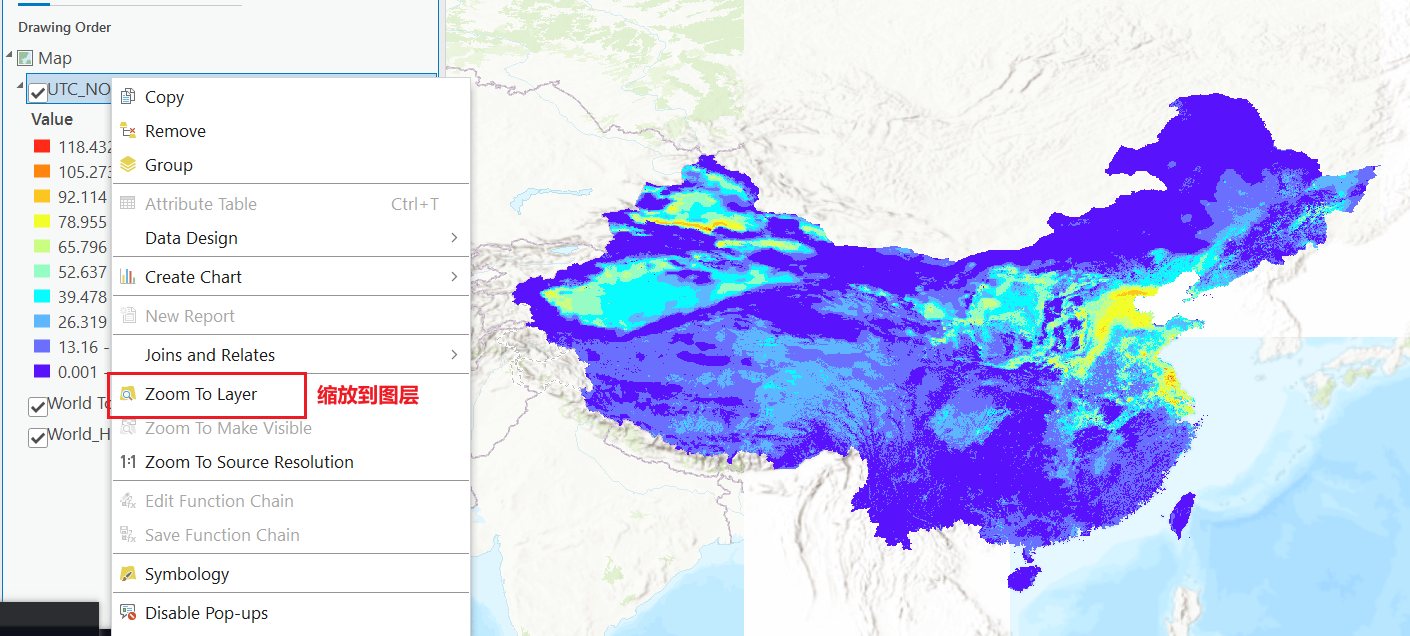 Drawing Order
Map
UTC_NO
Value
118.432
105.273
92.114
78.955
65.796
52.637
39.478
26.319
13.16 -
0.001
World To
World_H
Copy
Remove
Group
Attribute Table Ctrl+T
Data Design
Create Chart
New Report
Joins and Relates
Zoom To Layer 缩放到图层
Zoom To Make Visible
1:1 Zoom To Source Resolution
Edit Function Chain
Save Function Chain
Symbology
Disable Pop-ups